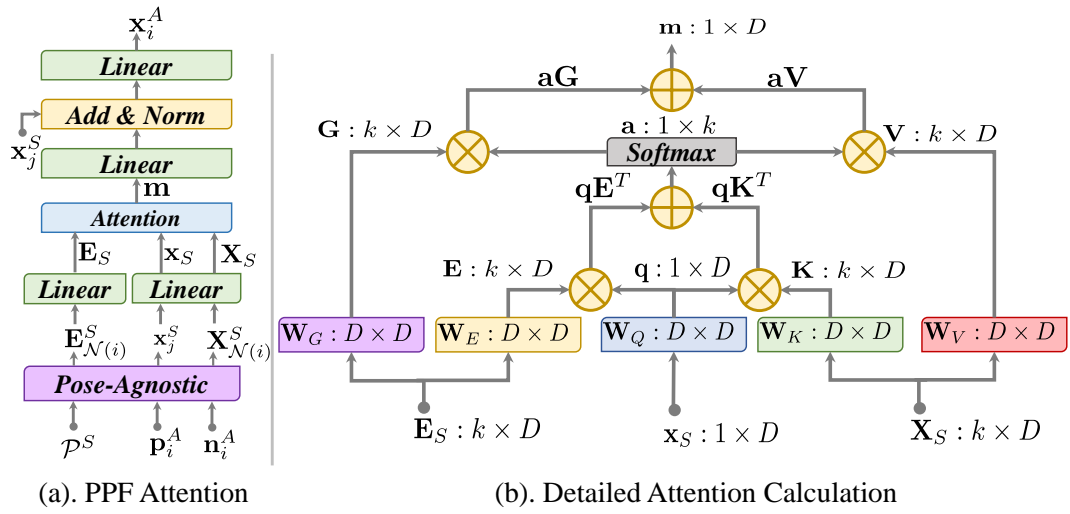 x_i^A
Linear
Add & Norm
x_j^S
Linear
m
Attention
E_S x_S X_S
Linear Linear
E_{N(i)}^S x_j^S X_{N(i)}^S
Pose-Agnostic
P^S p_i^A n_i^A
(a). PPF Attention
m : 1 × D
aG aV
G : k × D a : 1 × k V : k × D
Softmax
qE^T qK^T
E : k × D q : 1 × D K : k × D
W_G : D × D W_E : D × D W_Q : D × D W_K : D × D W_V : D × D
E_S : k × D x_S : 1 × D X_S : k × D
(b). Detailed Attention Calculation